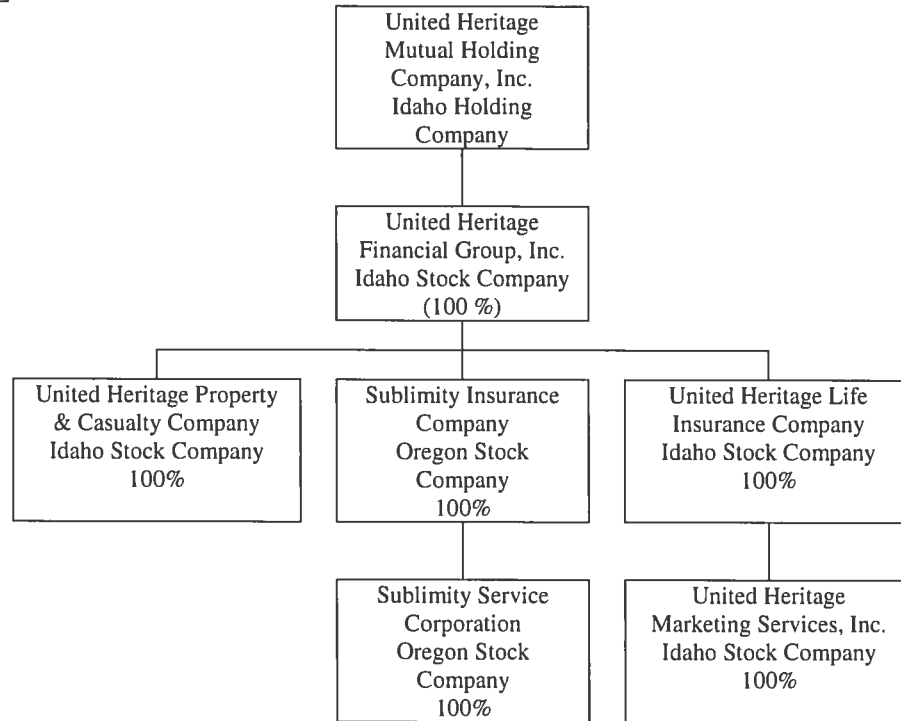 United Heritage
Mutual Holding
Company, Inc.
Idaho Holding
Company
United Heritage
Financial Group, Inc.
Idaho Stock Company
(100 %)
United Heritage Property
& Casualty Company
Idaho Stock Company
100%
Sublimity Insurance
Company
Oregon Stock
Company
100%
United Heritage Life
Insurance Company
Idaho Stock Company
100%
Sublimity Service
Corporation
Oregon Stock
Company
100%
United Heritage
Marketing Services, Inc.
Idaho Stock Company
100%